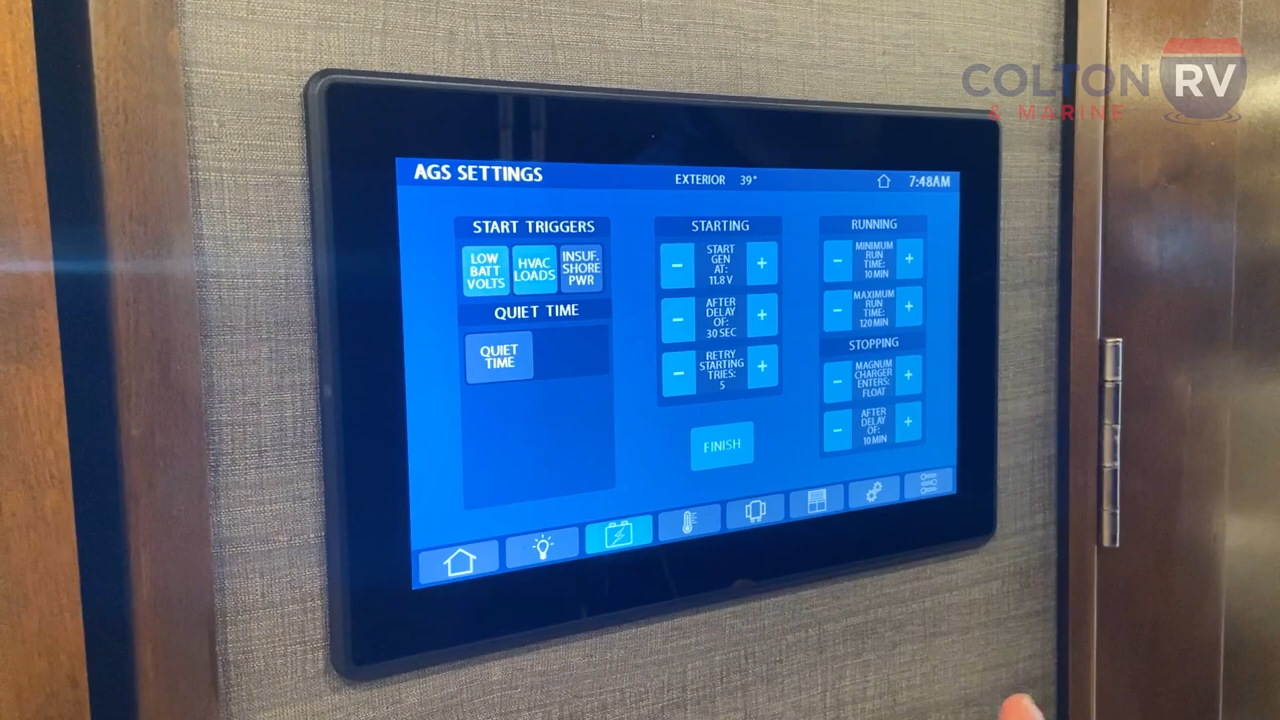 COLTON RV
& MARINE
AGS SETTINGS
EXTERIOR 39°
7:48AM
START TRIGGERS
LOW
BATT
VOLTS
HVAC
LOADS
INSUF.
SHORE
PWR
QUIET TIME
QUIET
TIME
STARTING
−
START
GEN
AT:
11.8 V
+
−
AFTER
DELAY
OF:
30 SEC
+
−
RETRY
STARTING
TRIES:
5
+
FINISH
RUNNING
−
MINIMUM
RUN
TIME:
10 MIN
+
−
MAXIMUM
RUN
TIME:
120 MIN
+
STOPPING
−
MAGNUM
CHARGER
ENTERS:
FLOAT
+
−
AFTER
DELAY
OF:
10 MIN
+